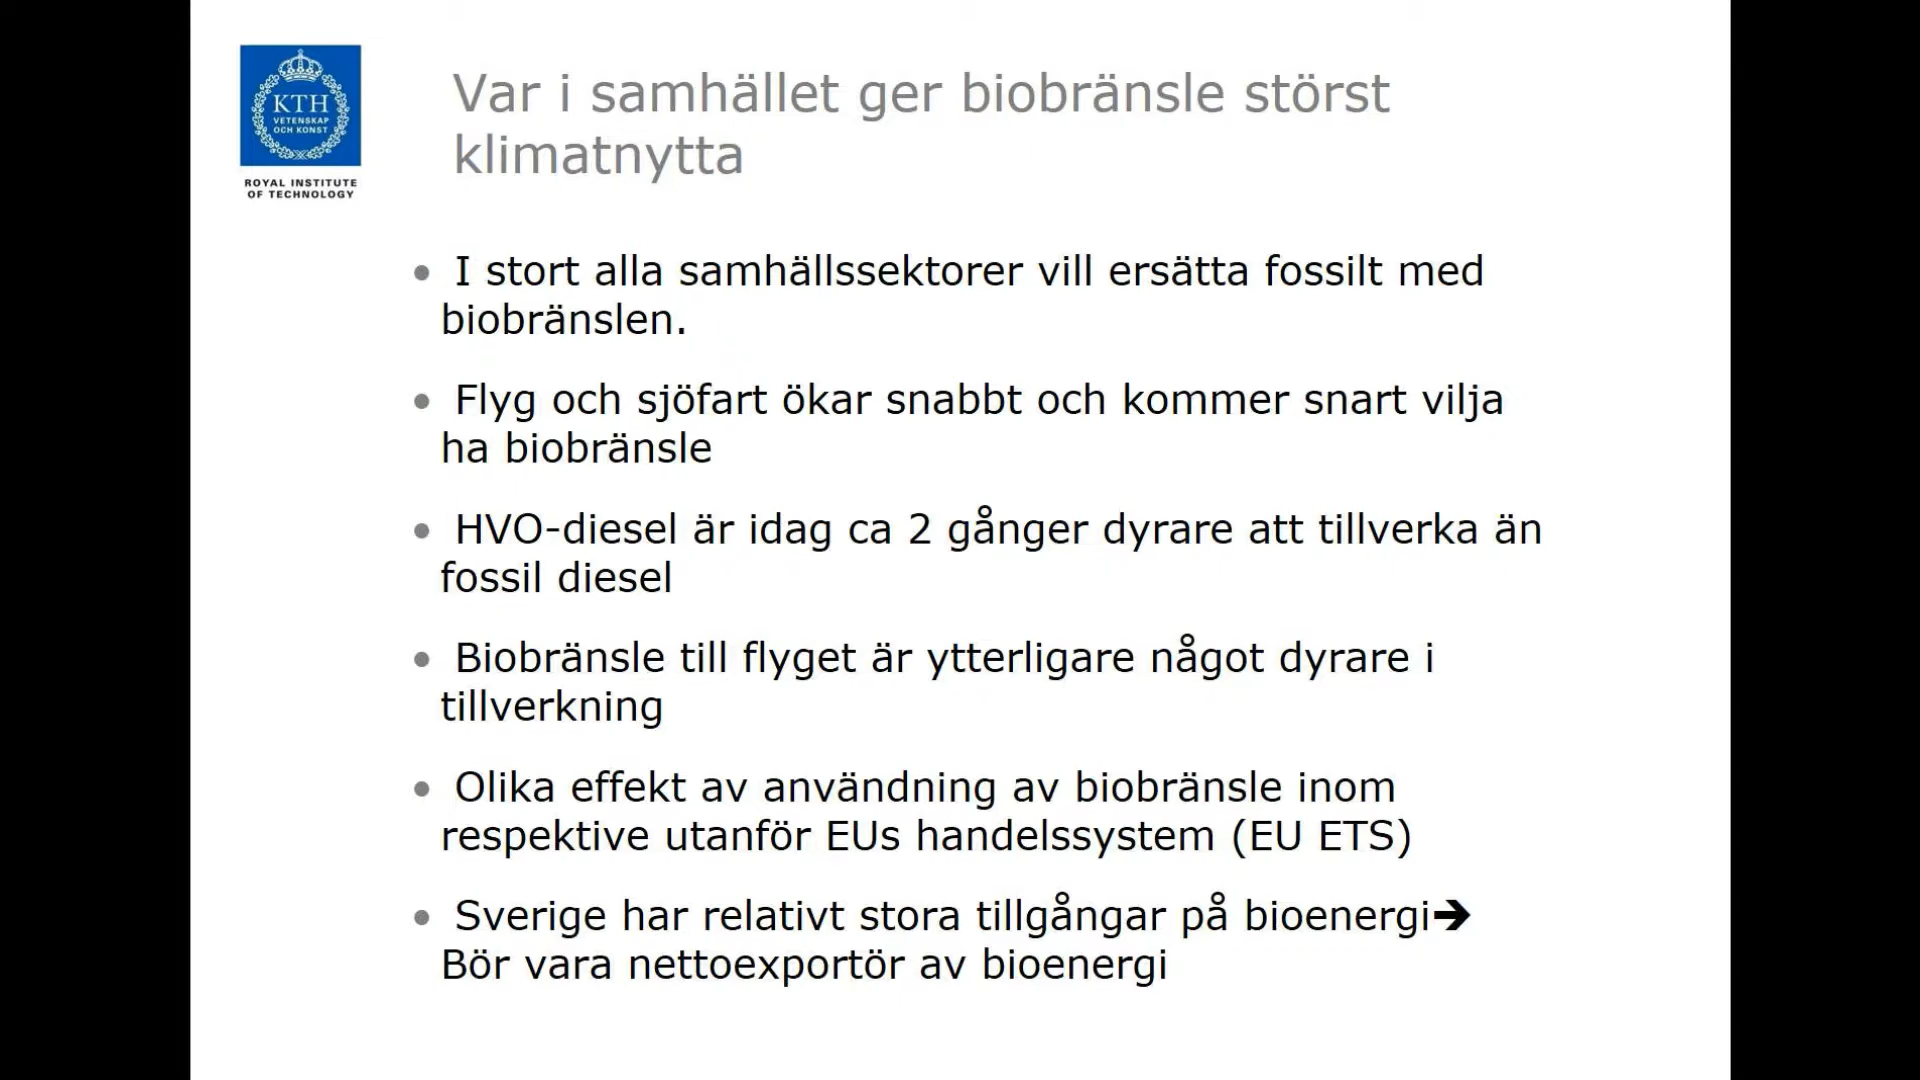 KTH
VETENSKAP
OCH KONST
ROYAL INSTITUTE
OF TECHNOLOGY
Var i samhället ger biobränsle störst
klimatnytta
• I stort alla samhällssektorer vill ersätta fossilt med
biobränslen.
• Flyg och sjöfart ökar snabbt och kommer snart vilja
ha biobränsle
• HVO-diesel är idag ca 2 gånger dyrare att tillverka än
fossil diesel
• Biobränsle till flyget är ytterligare något dyrare i
tillverkning
• Olika effekt av användning av biobränsle inom
respektive utanför EUs handelssystem (EU ETS)
• Sverige har relativt stora tillgångar på bioenergi➔
Bör vara nettoexportör av bioenergi